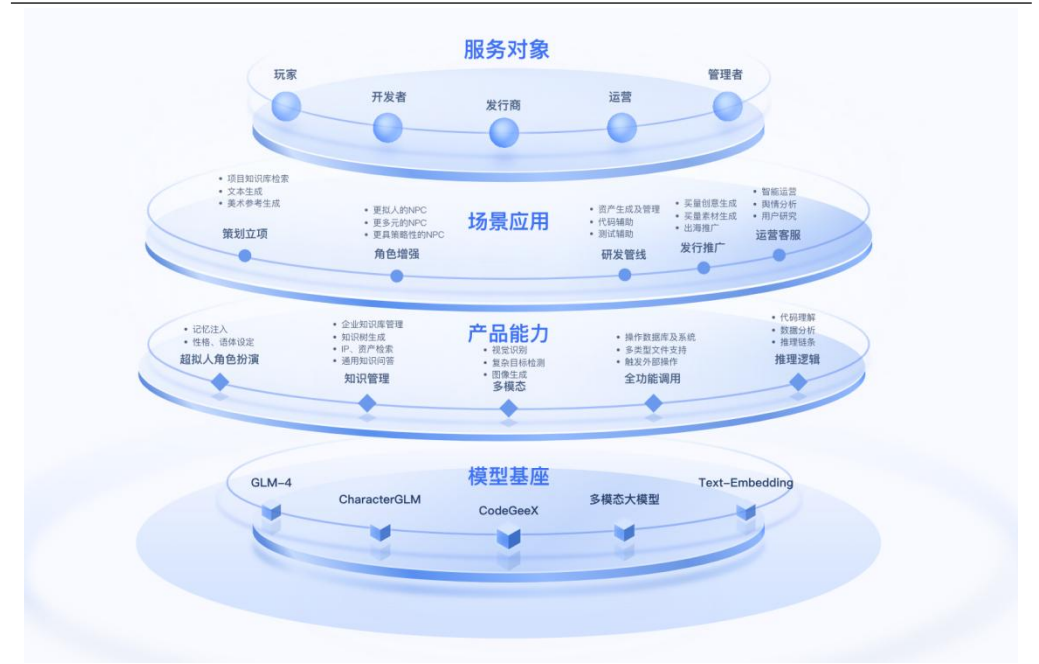 服务对象
玩家
开发者
发行商
运营
管理者
场景应用
• 项目知识库检索
• 文本生成
• 美术参考生成
策划立项
• 更拟人的NPC
• 更多元的NPC
• 更具策略性的NPC
角色增强
• 资产生成及管理
• 代码辅助
• 测试辅助
研发管线
• 买量创意生成
• 买量素材生成
• 出海推广
发行推广
• 智能运营
• 舆情分析
• 用户研究
运营客服
产品能力
• 记忆注入
• 性格、语体设定
超拟人角色扮演
• 企业知识库管理
• 知识树生成
• IP、资产检索
• 通用知识问答
知识管理
• 视觉识别
• 复杂目标检测
• 图像生成
多模态
• 操作数据库及系统
• 多类型文件支持
• 触发外部操作
全功能调用
• 代码理解
• 数据分析
• 推理链条
推理逻辑
模型基座
GLM-4
CharacterGLM
CodeGeeX
多模态大模型
Text-Embedding